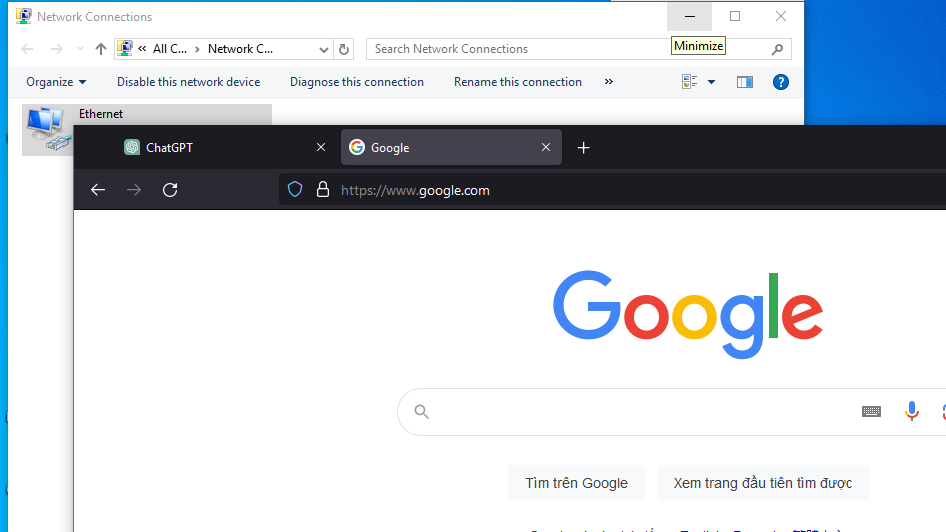 Network Connections
Minimize
« All C... › Network C...
Search Network Connections
Organize
Disable this network device
Diagnose this connection
Rename this connection
»
?
Ethernet
ChatGPT
Google
https://www.google.com
Google
Tìm trên Google
Xem trang đầu tiên tìm được